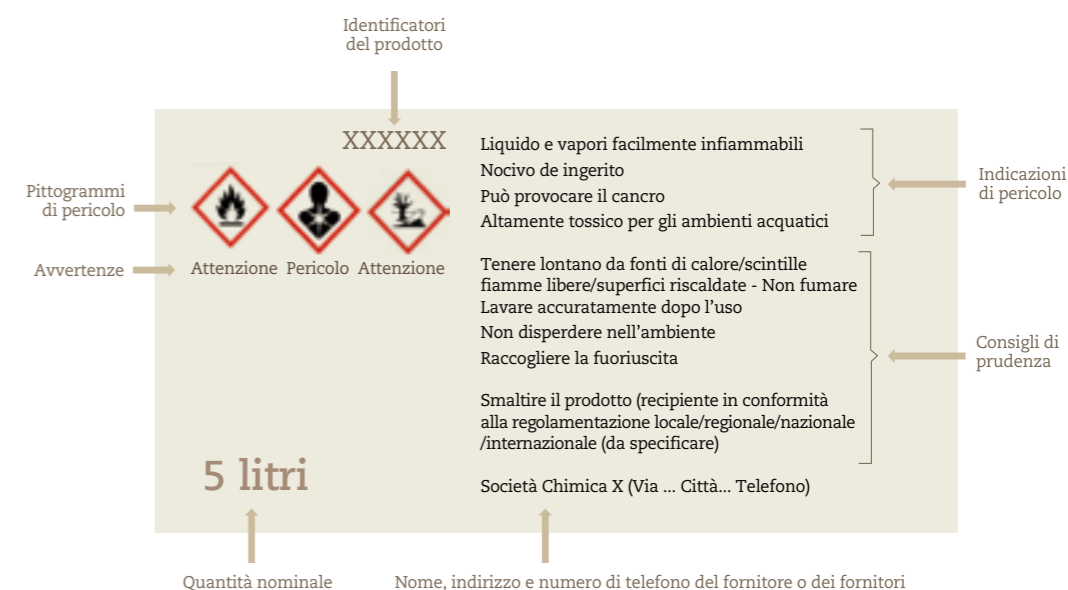 Identificatori
del prodotto
XXXXXX
Pittogrammi
di pericolo
Avvertenze
Attenzione Pericolo Attenzione
Liquido e vapori facilmente infiammabili
Nocivo de ingerito
Può provocare il cancro
Altamente tossico per gli ambienti acquatici
Indicazioni
di pericolo
Tenere lontano da fonti di calore/scintille
fiamme libere/superfici riscaldate - Non fumare
Lavare accuratamente dopo l'uso
Non disperdere nell'ambiente
Raccogliere la fuoriuscita
Smaltire il prodotto (recipiente in conformità
alla regolamentazione locale/regionale/nazionale
/internazionale (da specificare)
Consigli di
prudenza
5 litri
Società Chimica X (Via ... Città... Telefono)
Quantità nominale
Nome, indirizzo e numero di telefono del fornitore o dei fornitori